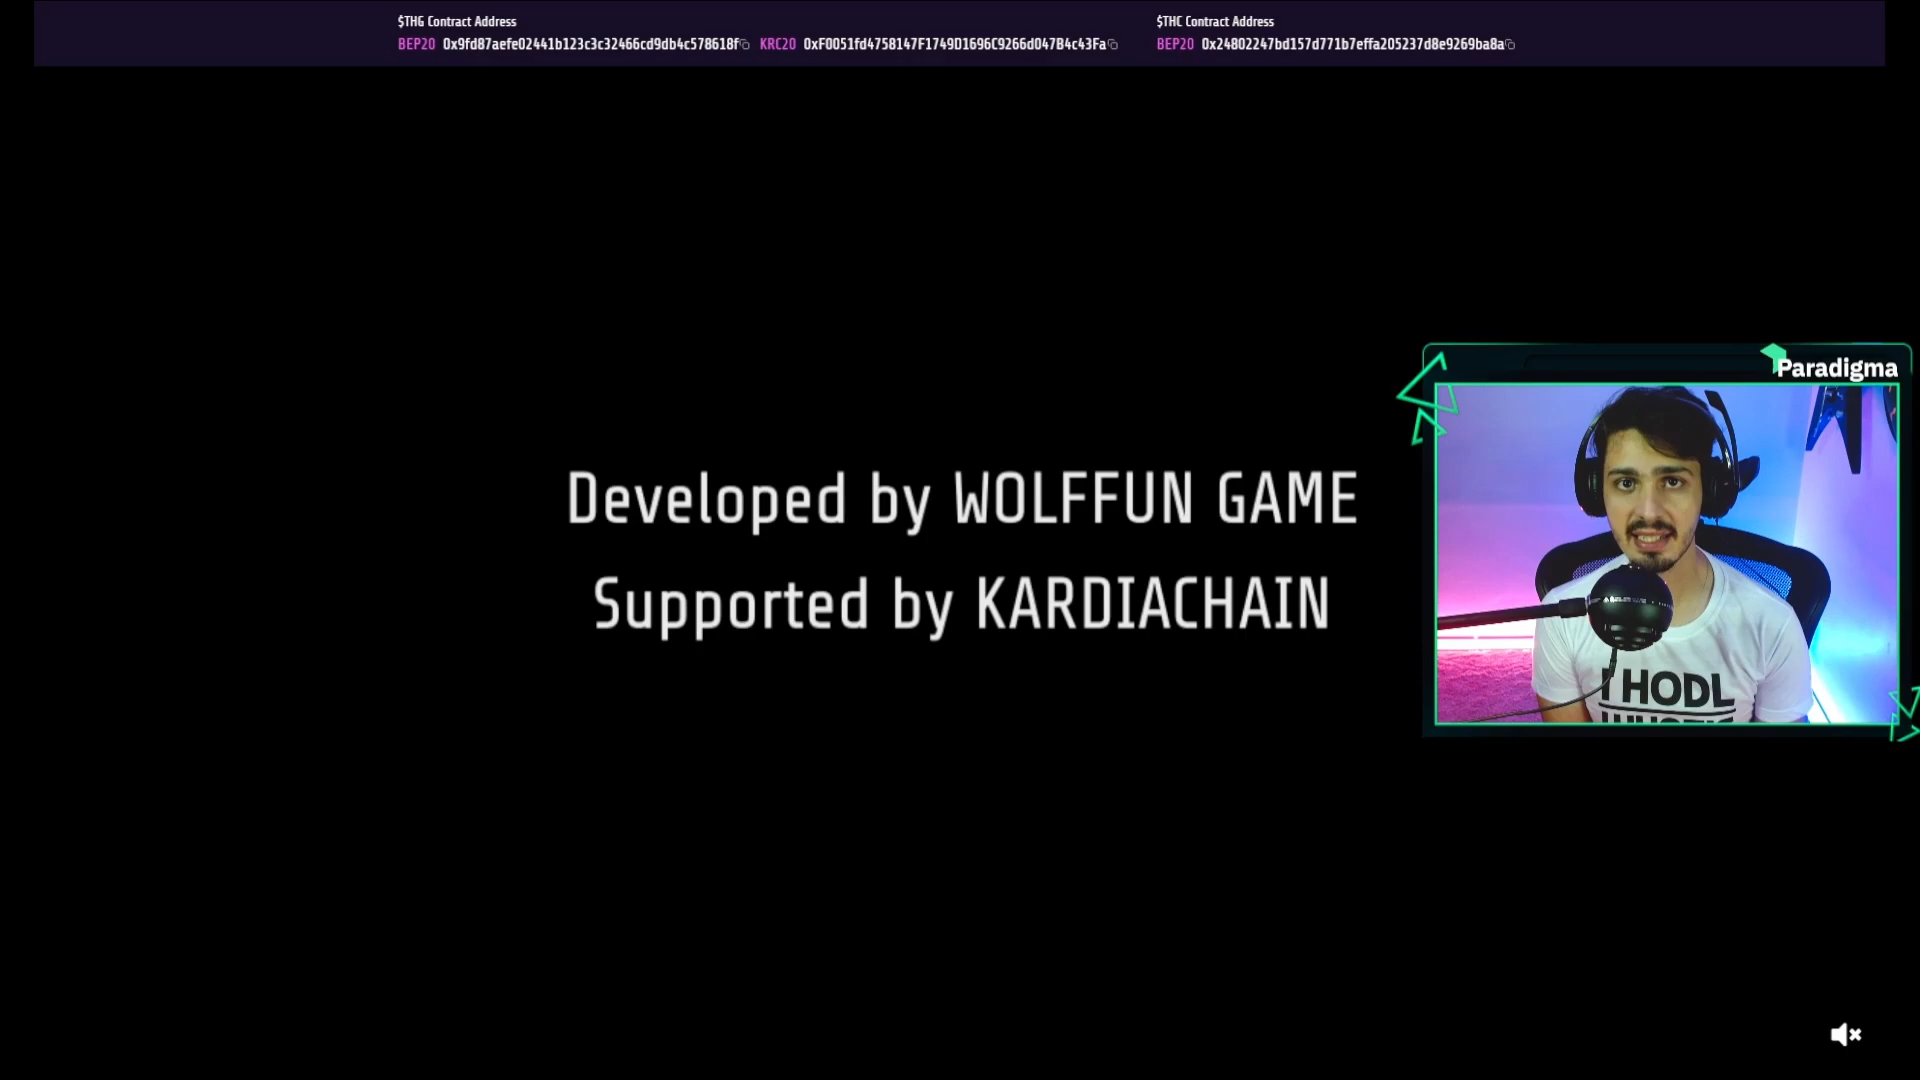 $THG Contract Address
BEP20 0x9fd87aefe02441b123c3c32466cd9db4c578618f KRC20 0xF0051fd4758147F1749D1696C9266d047B4c43Fa
$THC Contract Address
BEP20 0x24802247bd157d771b7effa205237d8e9269ba8a
Developed by WOLFFUN GAME
Supported by KARDIACHAIN
Paradigma
I HODL